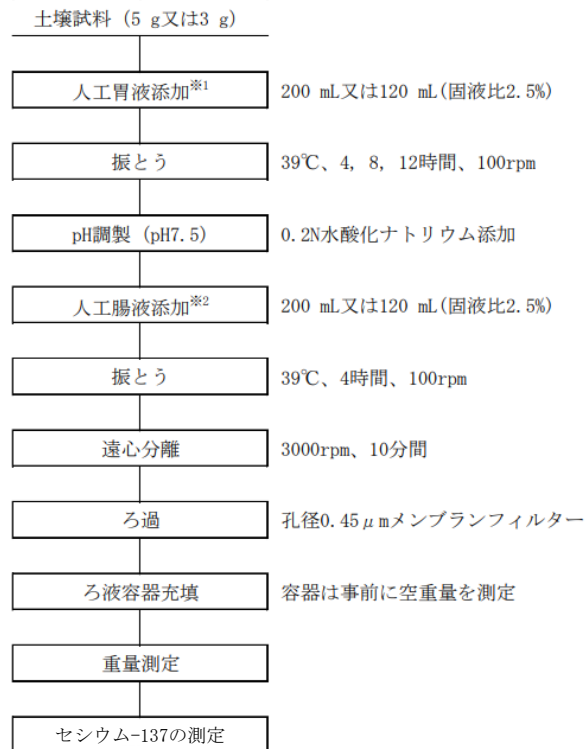 土壌試料 (5 g又は3 g)
人工胃液添加※1 200 mL又は120 mL(固液比2.5%)
振とう 39℃、4, 8, 12時間、100rpm
pH調製 (pH7.5) 0.2N水酸化ナトリウム添加
人工腸液添加※2 200 mL又は120 mL(固液比2.5%)
振とう 39℃、4時間、100rpm
遠心分離 3000rpm、10分間
ろ過 孔径0.45μmメンブランフィルター
ろ液容器充填 容器は事前に空重量を測定
重量測定
セシウム-137の測定